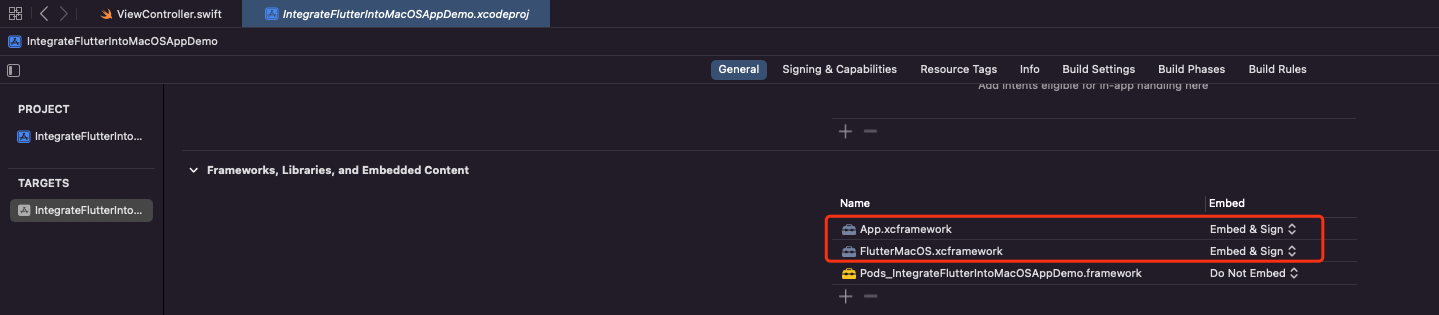 ViewController.swift
IntegrateFlutterIntoMacOSAppDemo.xcodeproj
IntegrateFlutterIntoMacOSAppDemo
General Signing & Capabilities Resource Tags Info Build Settings Build Phases Build Rules
Add intents eligible for in-app handling here
PROJECT
IntegrateFlutterInto...
TARGETS
IntegrateFlutterInto...
Frameworks, Libraries, and Embedded Content
Name Embed
App.xcframework Embed & Sign
FlutterMacOS.xcframework Embed & Sign
Pods_IntegrateFlutterIntoMacOSAppDemo.framework Do Not Embed